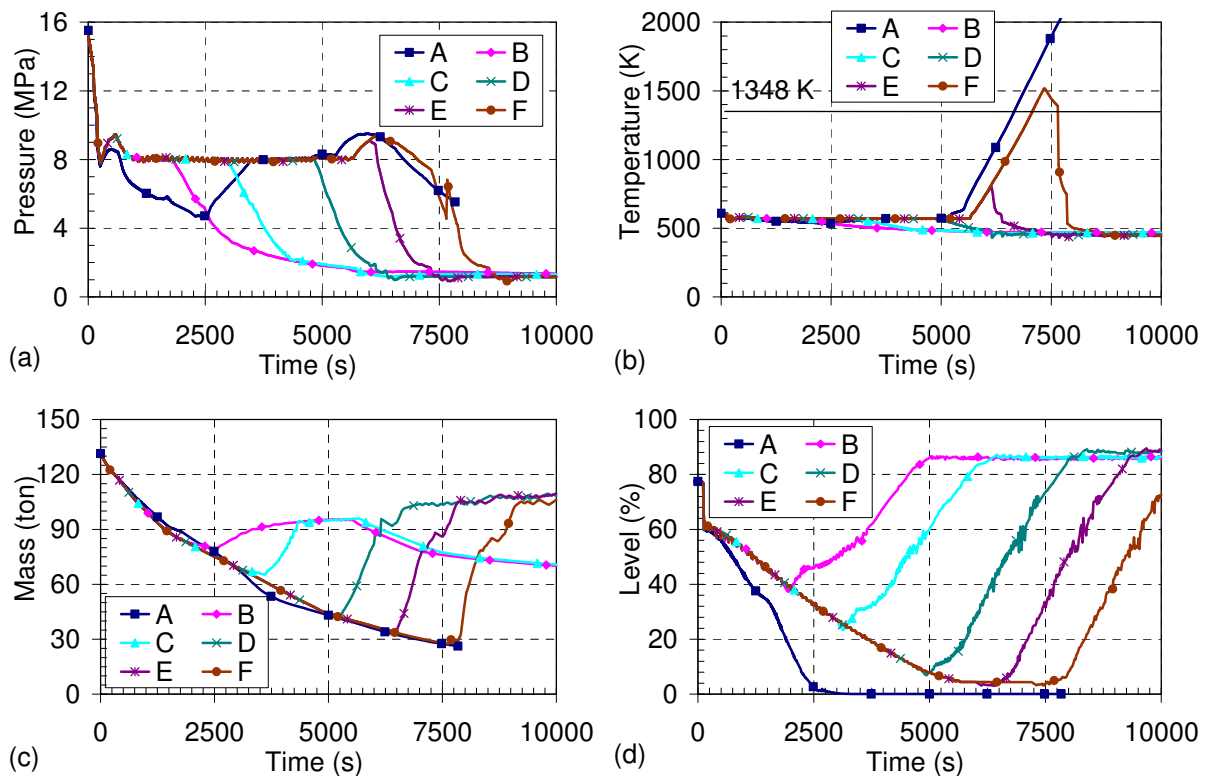 16
12
8
4
0
Pressure (MPa)
A B
C D
E F
0 2500 5000 7500 10000
Time (s)
(a)
2000
1500
1000
500
0
Temperature (K)
A B
C D
E F
1348 K
0 2500 5000 7500 10000
Time (s)
(b)
150
120
90
60
30
0
Mass (ton)
A B
C D
E F
0 2500 5000 7500 10000
Time (s)
(c)
100
80
60
40
20
0
Level (%)
A B
C D
E F
0 2500 5000 7500 10000
Time (s)
(d)